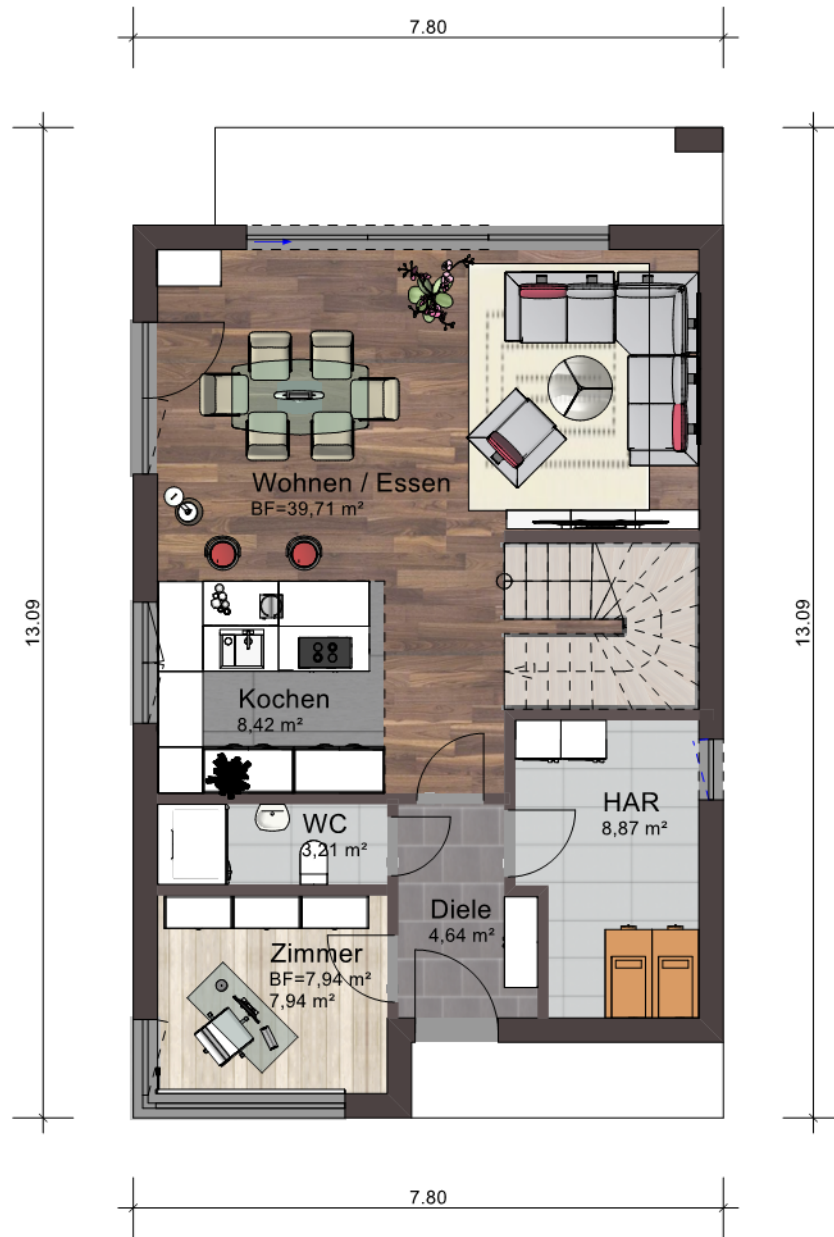 7.80
13.09
13.09
Wohnen / Essen
BF=39,71 m²
Kochen
8,42 m²
HAR
8,87 m²
WC
3,21 m²
Diele
4,64 m²
Zimmer
BF=7,94 m²
7,94 m²
7.80